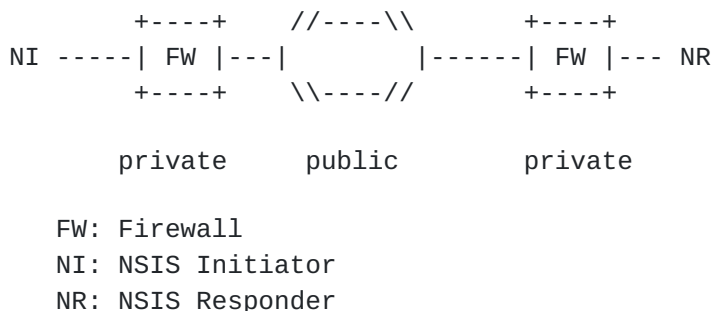 +----+ //----\\ +----+
NI -----| FW |---| |------| FW |--- NR
+----+ \\----// +----+
private public private
FW: Firewall
NI: NSIS Initiator
NR: NSIS Responder